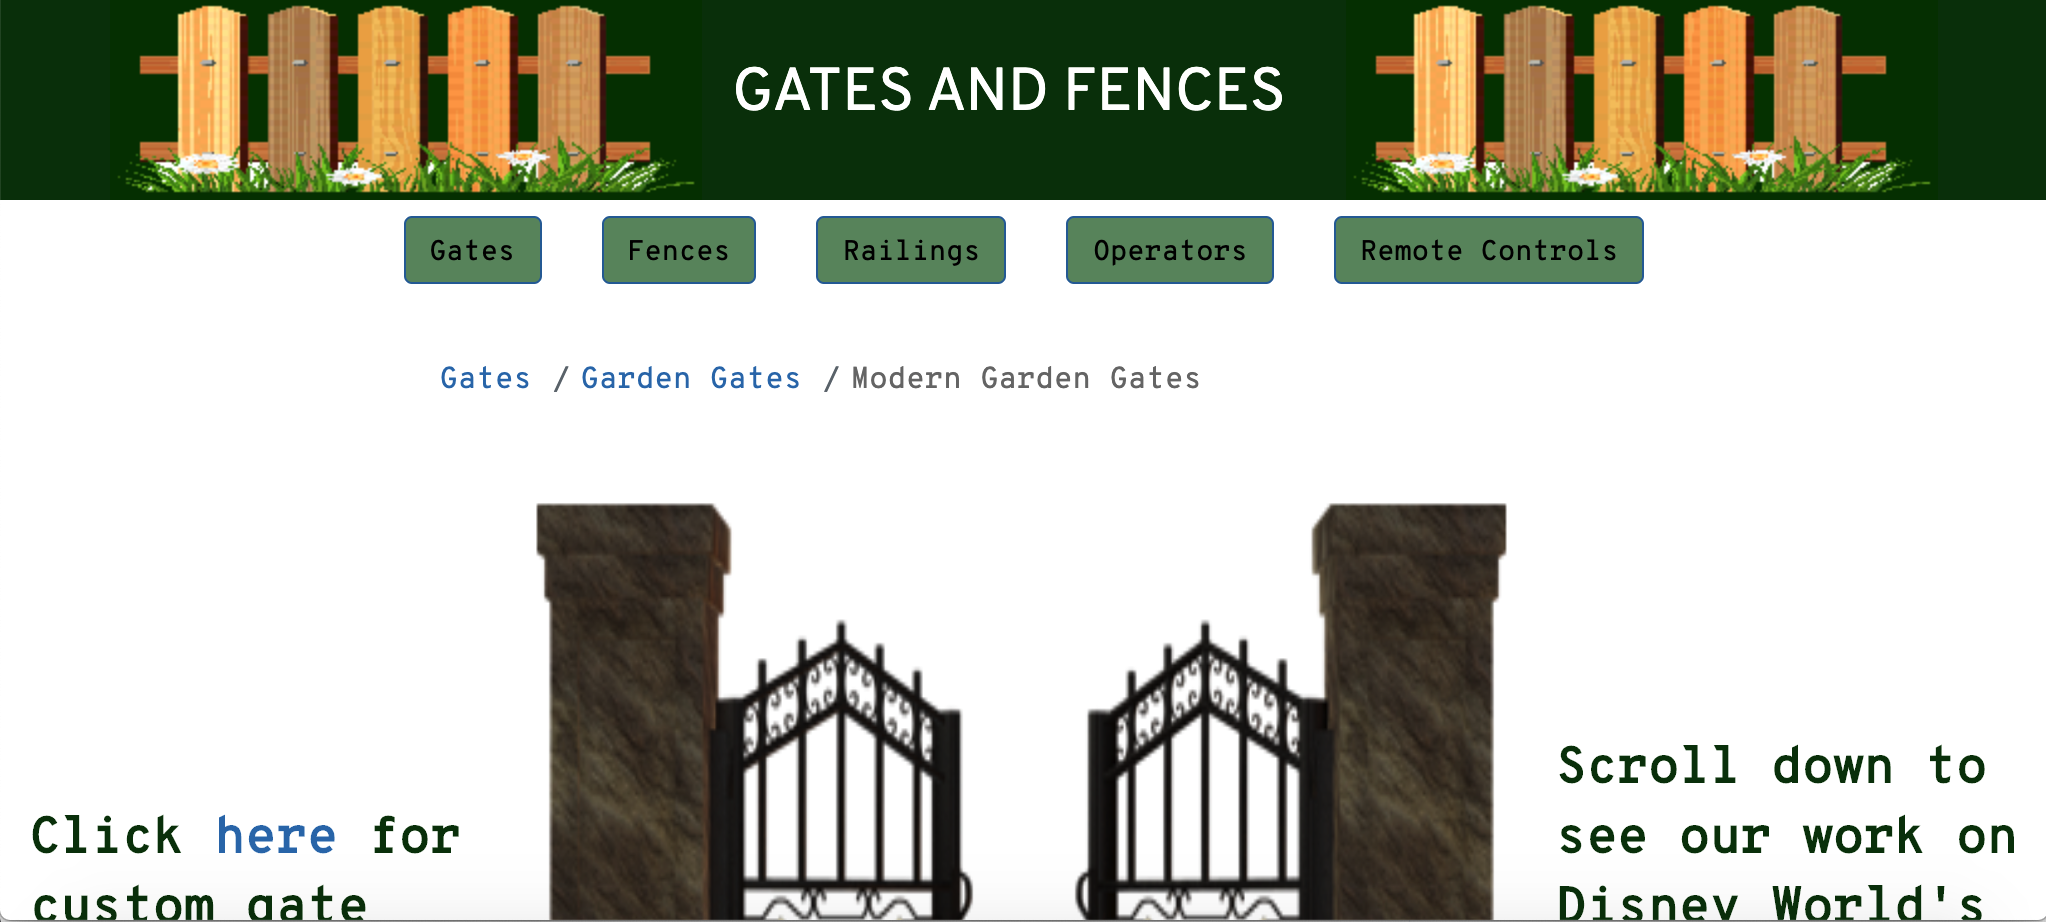 GATES AND FENCES
Gates Fences Railings Operators Remote Controls
Gates / Garden Gates / Modern Garden Gates
Scroll down to
see our work on
Disney World's
Click here for
custom gate